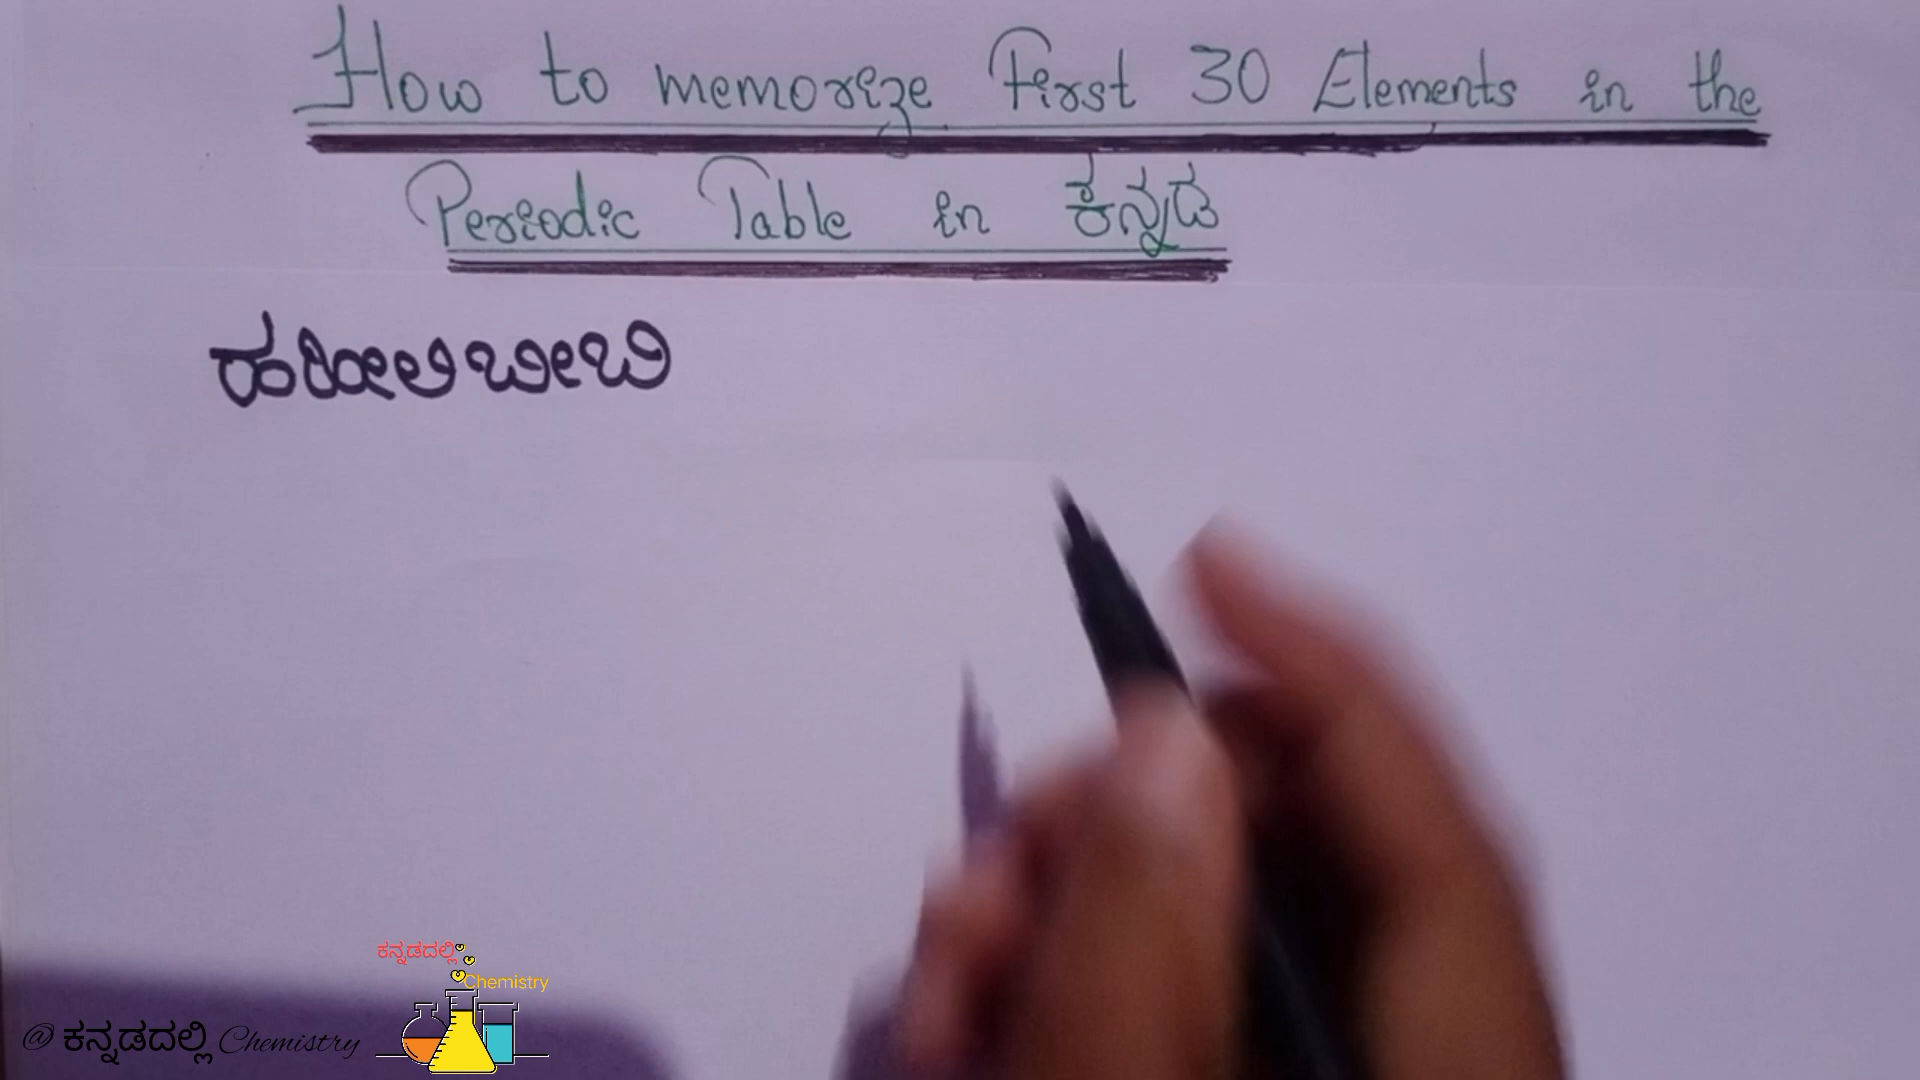 How to memorize First 30 Elements in the
Periodic Table in ಕನ್ನಡ
ಹಹೀಲಿಬೀಬಿ
ಕನ್ನಡದಲ್ಲಿ
Chemistry
@ ಕನ್ನಡದಲ್ಲಿ Chemistry